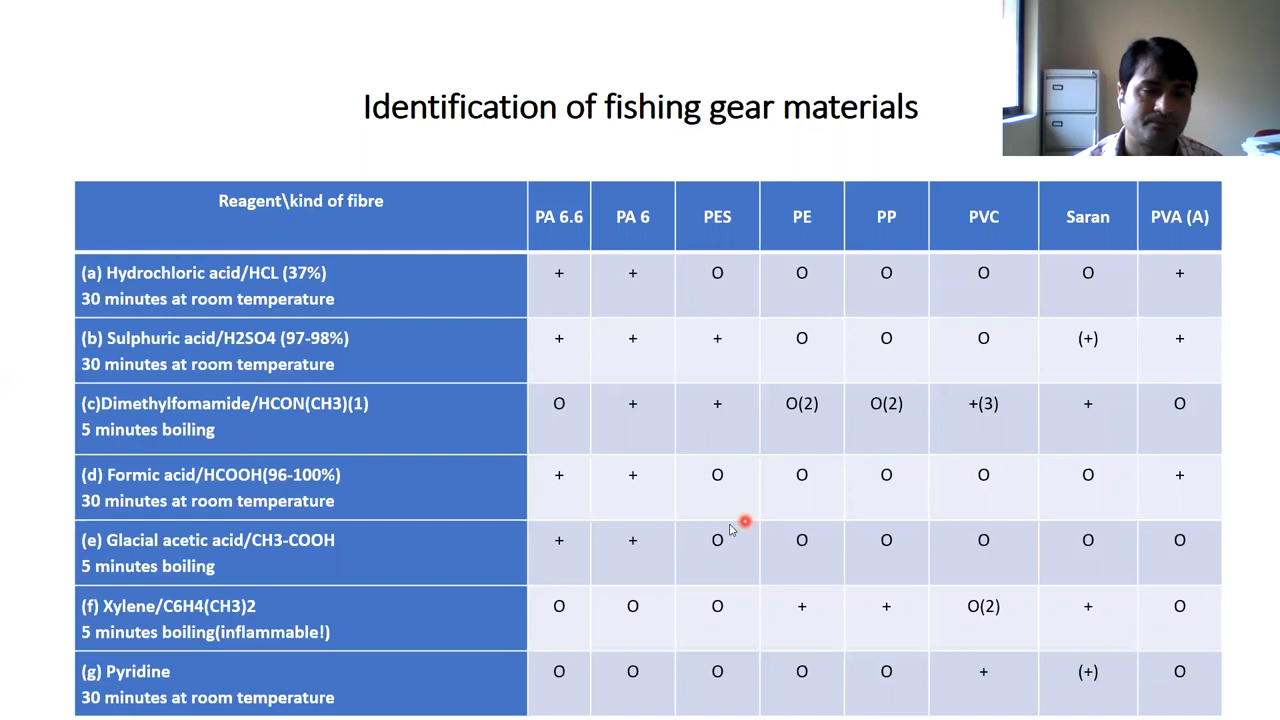 Identification of fishing gear materials
Reagent\kind of fibre PA 6.6 PA 6 PES PE PP PVC Saran PVA (A)
(a) Hydrochloric acid/HCL (37%)
30 minutes at room temperature + + O O O O O +
(b) Sulphuric acid/H2SO4 (97-98%)
30 minutes at room temperature + + + O O O (+) +
(c)Dimethylfomamide/HCON(CH3)(1)
5 minutes boiling O + + O(2) O(2) +(3) + O
(d) Formic acid/HCOOH(96-100%)
30 minutes at room temperature + + O O O O O +
(e) Glacial acetic acid/CH3-COOH
5 minutes boiling + + O O O O O O
(f) Xylene/C6H4(CH3)2
5 minutes boiling(inflammable!) O O O + + O(2) + O
(g) Pyridine
30 minutes at room temperature O O O O O + (+) O